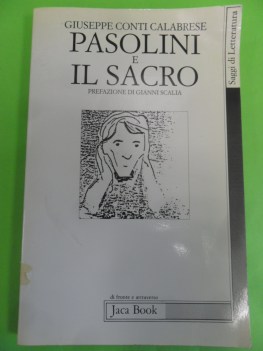 GIUSEPPE CONTI CALABRESE
PASOLINI
E
IL SACRO
PREFAZIONE DI GIANNI SCALIA
Saggi di Letteratura
di fronte e attraverso
Jaca Book